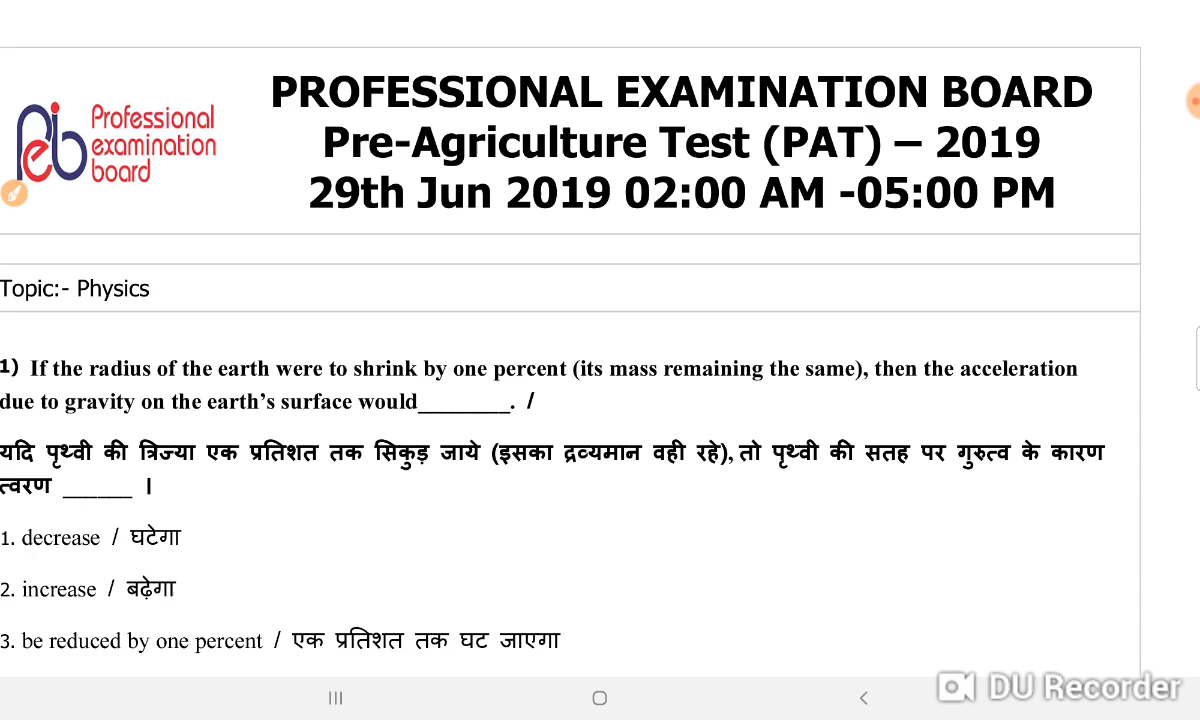 Professional
examination
board
PROFESSIONAL EXAMINATION BOARD
Pre-Agriculture Test (PAT) – 2019
29th Jun 2019 02:00 AM -05:00 PM
Topic:- Physics
1) If the radius of the earth were to shrink by one percent (its mass remaining the same), then the acceleration
due to gravity on the earth’s surface would________. /
यदि पृथ्वी की त्रिज्या एक प्रतिशत तक सिकुड़ जाये (इसका द्रव्यमान वही रहे), तो पृथ्वी की सतह पर गुरुत्व के कारण
त्वरण ______ ।
1. decrease / घटेगा
2. increase / बढ़ेगा
3. be reduced by one percent / एक प्रतिशत तक घट जाएगा
DU Recorder